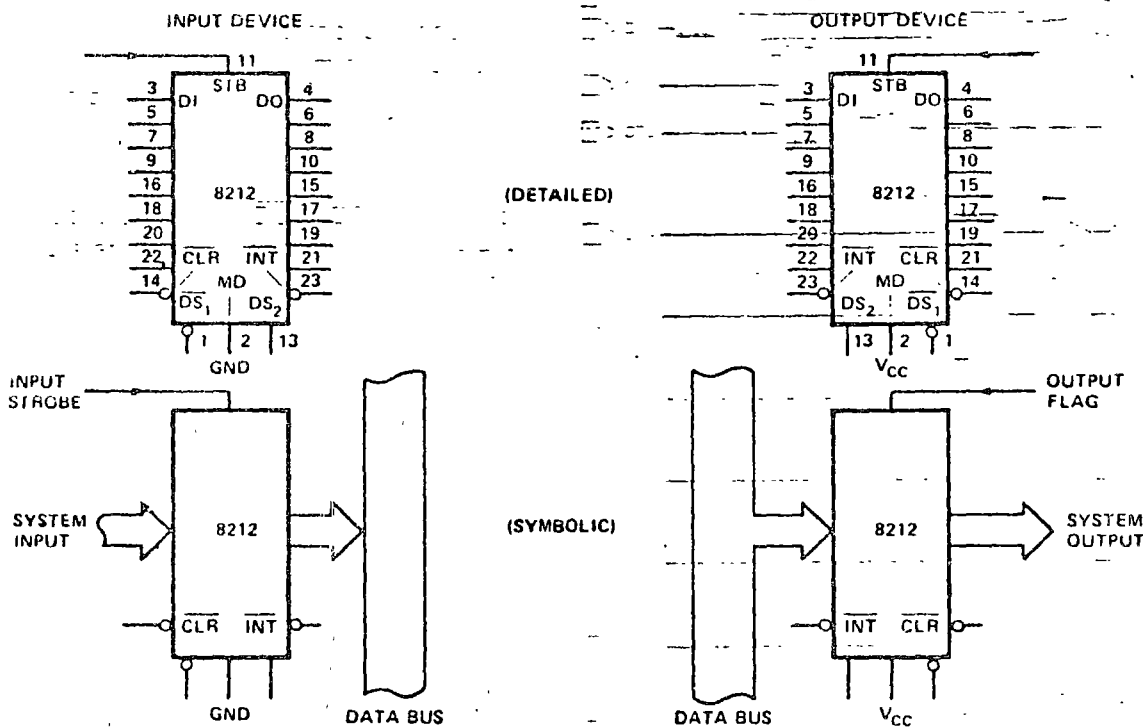 INPUT DEVICE
11
STB
3 DI DO 4
5 6
7 8
9 10
16 8212 15
18 17
20 19
22 CLR INT 21
14 MD 23
DS1 DS2
1 2 13
GND
(DETAILED)
OUTPUT DEVICE
11
STB
3 DI DO 4
5 6
7 8
9 10
16 8212 15
18 17
20 19
22 INT CLR 21
23 MD 14
DS2 DS1
13 2 1
VCC
INPUT
STROBE
8212
SYSTEM
INPUT
CLR INT
GND
DATA BUS
(SYMBOLIC)
OUTPUT
FLAG
8212
SYSTEM
OUTPUT
INT CLR
DATA BUS
VCC